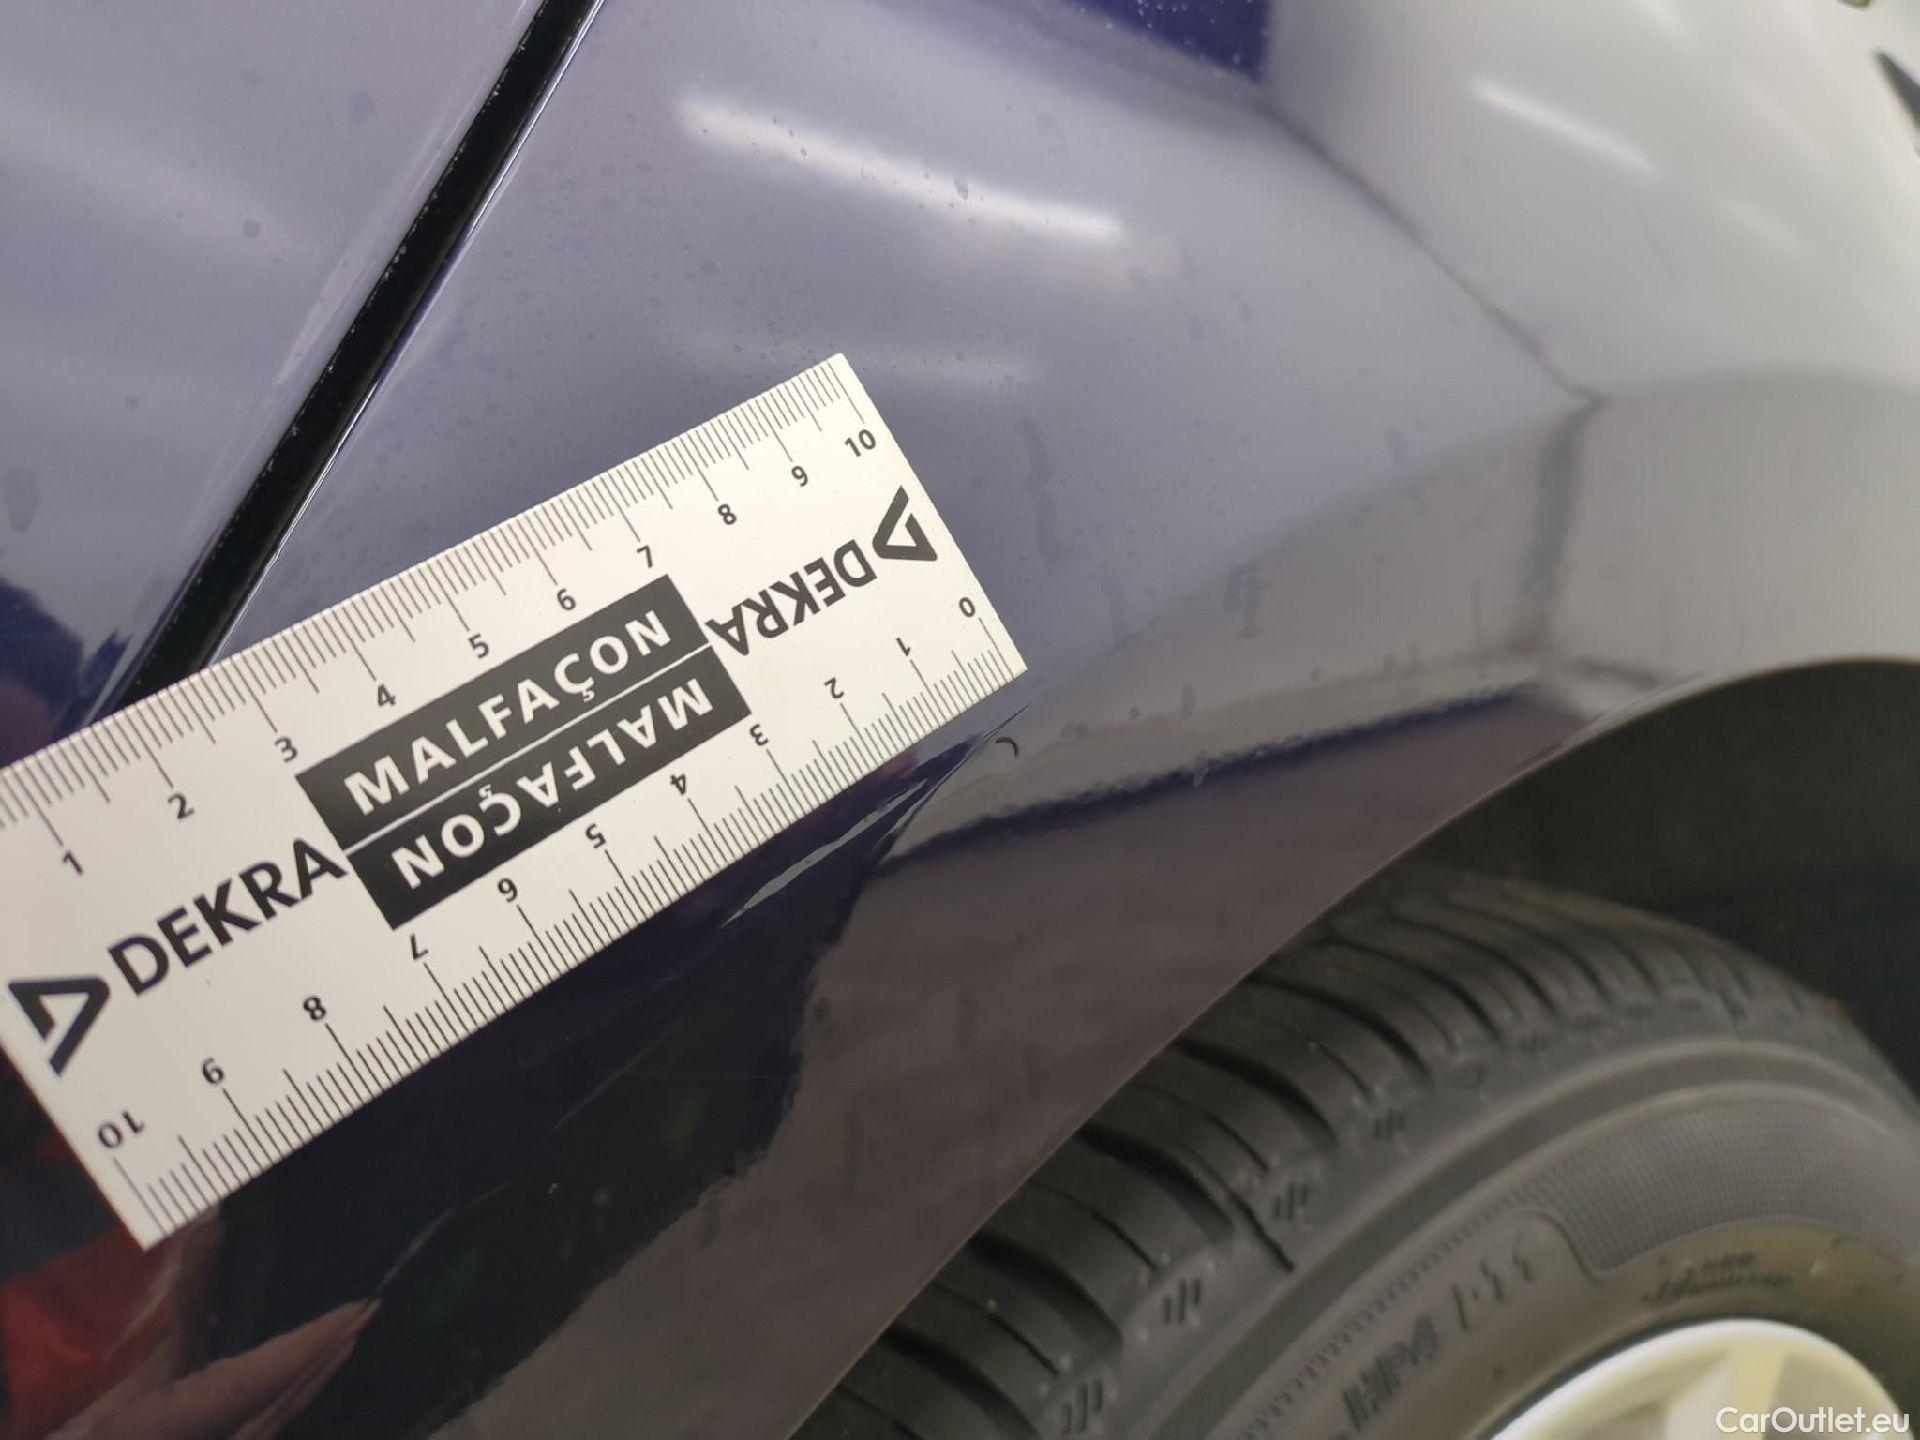 1 2 3 4 5 6 7 8 9 10
DEKRA MALFAÇON DEKRA
MALFAÇON
0 1 2 3 4 5 6 7 8 9 10
HP4
CarOutlet.eu